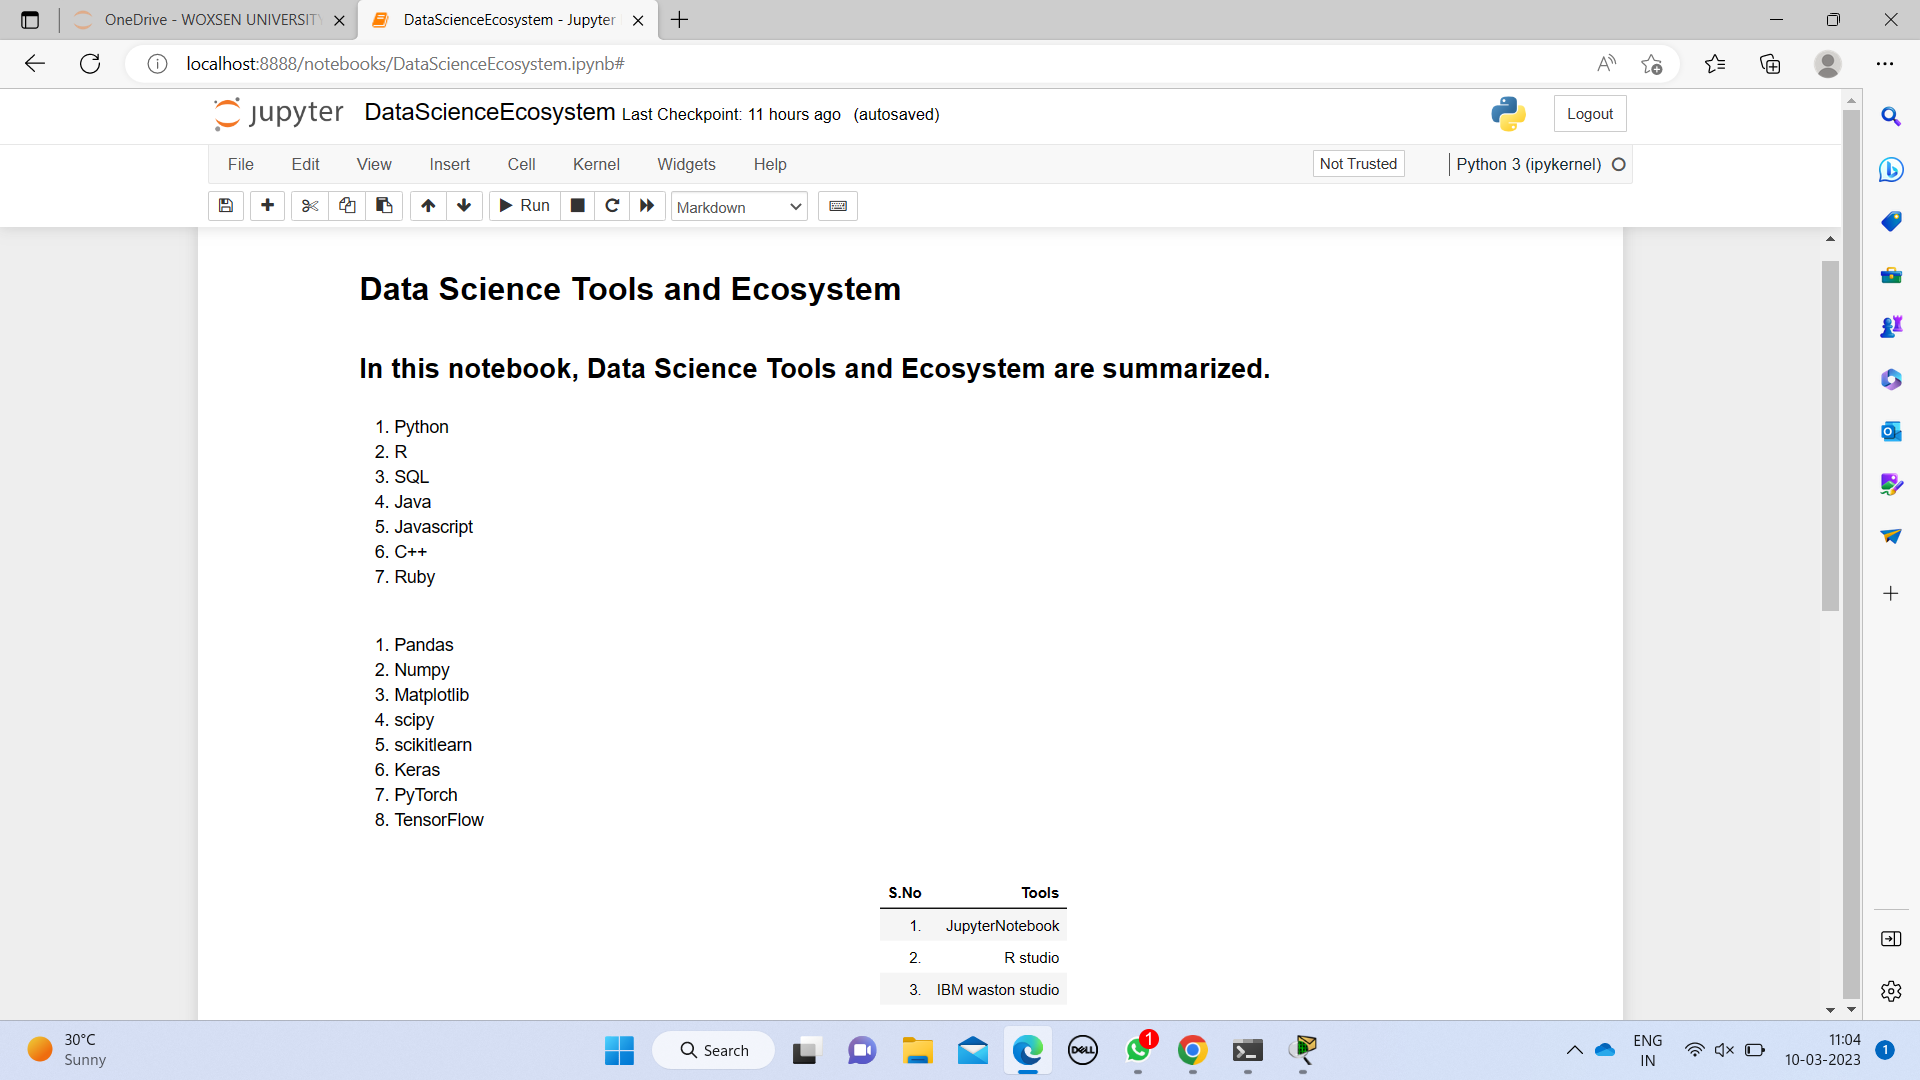 OneDrive - WOXSEN UNIVERSITY
DataScienceEcosystem - Jupyter
localhost:8888/notebooks/DataScienceEcosystem.ipynb#
jupyter DataScienceEcosystem Last Checkpoint: 11 hours ago (autosaved)
Logout
File Edit View Insert Cell Kernel Widgets Help
Not Trusted
Python 3 (ipykernel)
Run
Markdown
Data Science Tools and Ecosystem
In this notebook, Data Science Tools and Ecosystem are summarized.
1. Python
2. R
3. SQL
4. Java
5. Javascript
6. C++
7. Ruby
1. Pandas
2. Numpy
3. Matplotlib
4. scipy
5. scikitlearn
6. Keras
7. PyTorch
8. TensorFlow
S.No Tools
1. JupyterNotebook
2. R studio
3. IBM waston studio
30°C
Sunny
Search
DELL
1
ENG
IN
11:04
10-03-2023
1